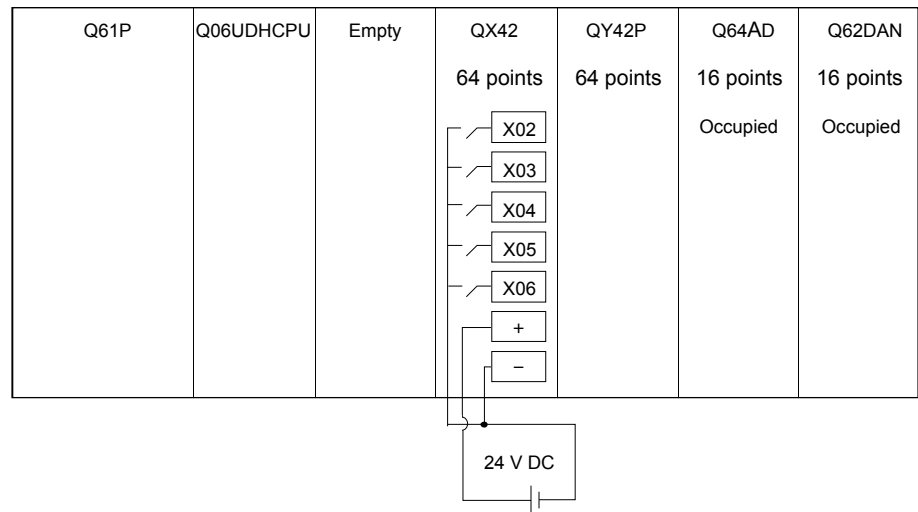 Q61P Q06UDHCPU Empty QX42 QY42P Q64AD Q62DAN
64 points 64 points 16 points 16 points
Occupied Occupied
X02
X03
X04
X05
X06
+
−
24 V DC